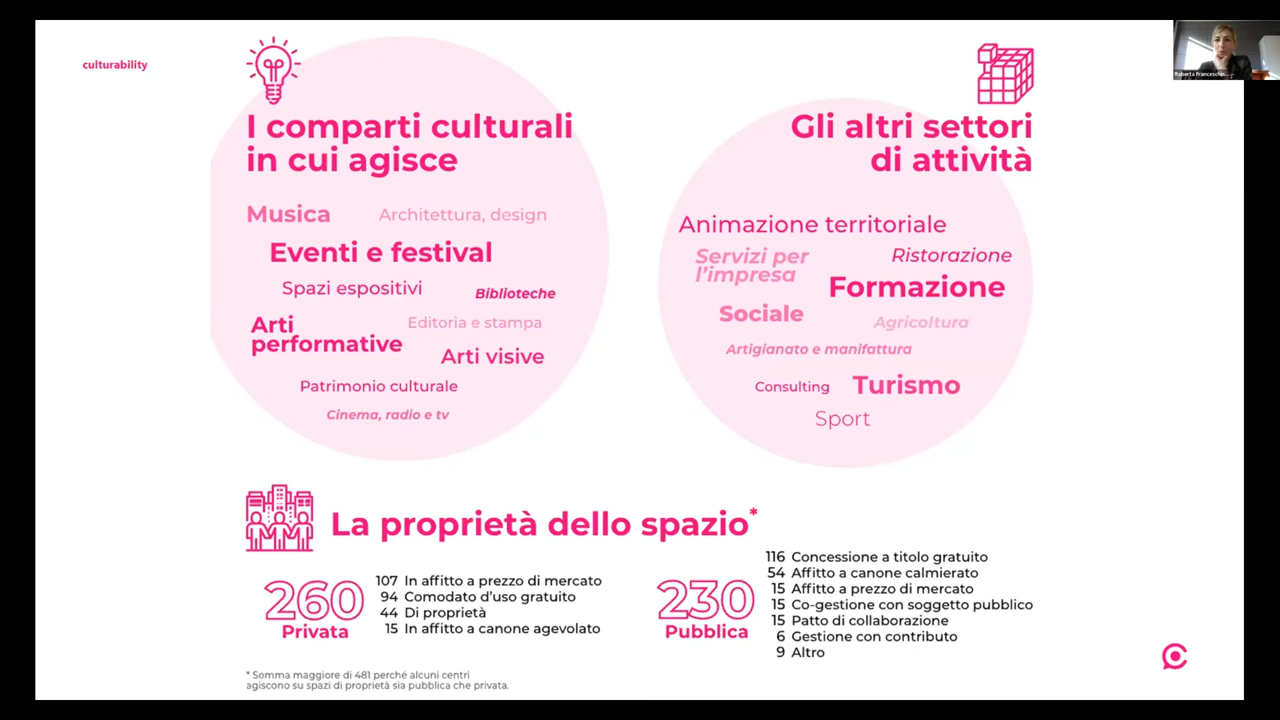 culturability
I comparti culturali
in cui agisce
Musica
Architettura, design
Eventi e festival
Spazi espositivi
Biblioteche
Arti
performative
Editoria e stampa
Arti visive
Patrimonio culturale
Cinema, radio e tv
Gli altri settori
di attività
Animazione territoriale
Servizi per
l'impresa
Ristorazione
Formazione
Sociale
Agricoltura
Artigianato e manifattura
Consulting
Turismo
Sport
La proprietà dello spazio*
260
Privata
107 In affitto a prezzo di mercato
94 Comodato d'uso gratuito
44 Di proprietà
15 In affitto a canone agevolato
230
Pubblica
116 Concessione a titolo gratuito
54 Affitto a canone calmierato
15 Affitto a prezzo di mercato
15 Co-gestione con soggetto pubblico
15 Patto di collaborazione
6 Gestione con contributo
9 Altro
* Somma maggiore di 481 perché alcuni centri
agiscono su spazi di proprietà sia pubblica che privata.
Roberta